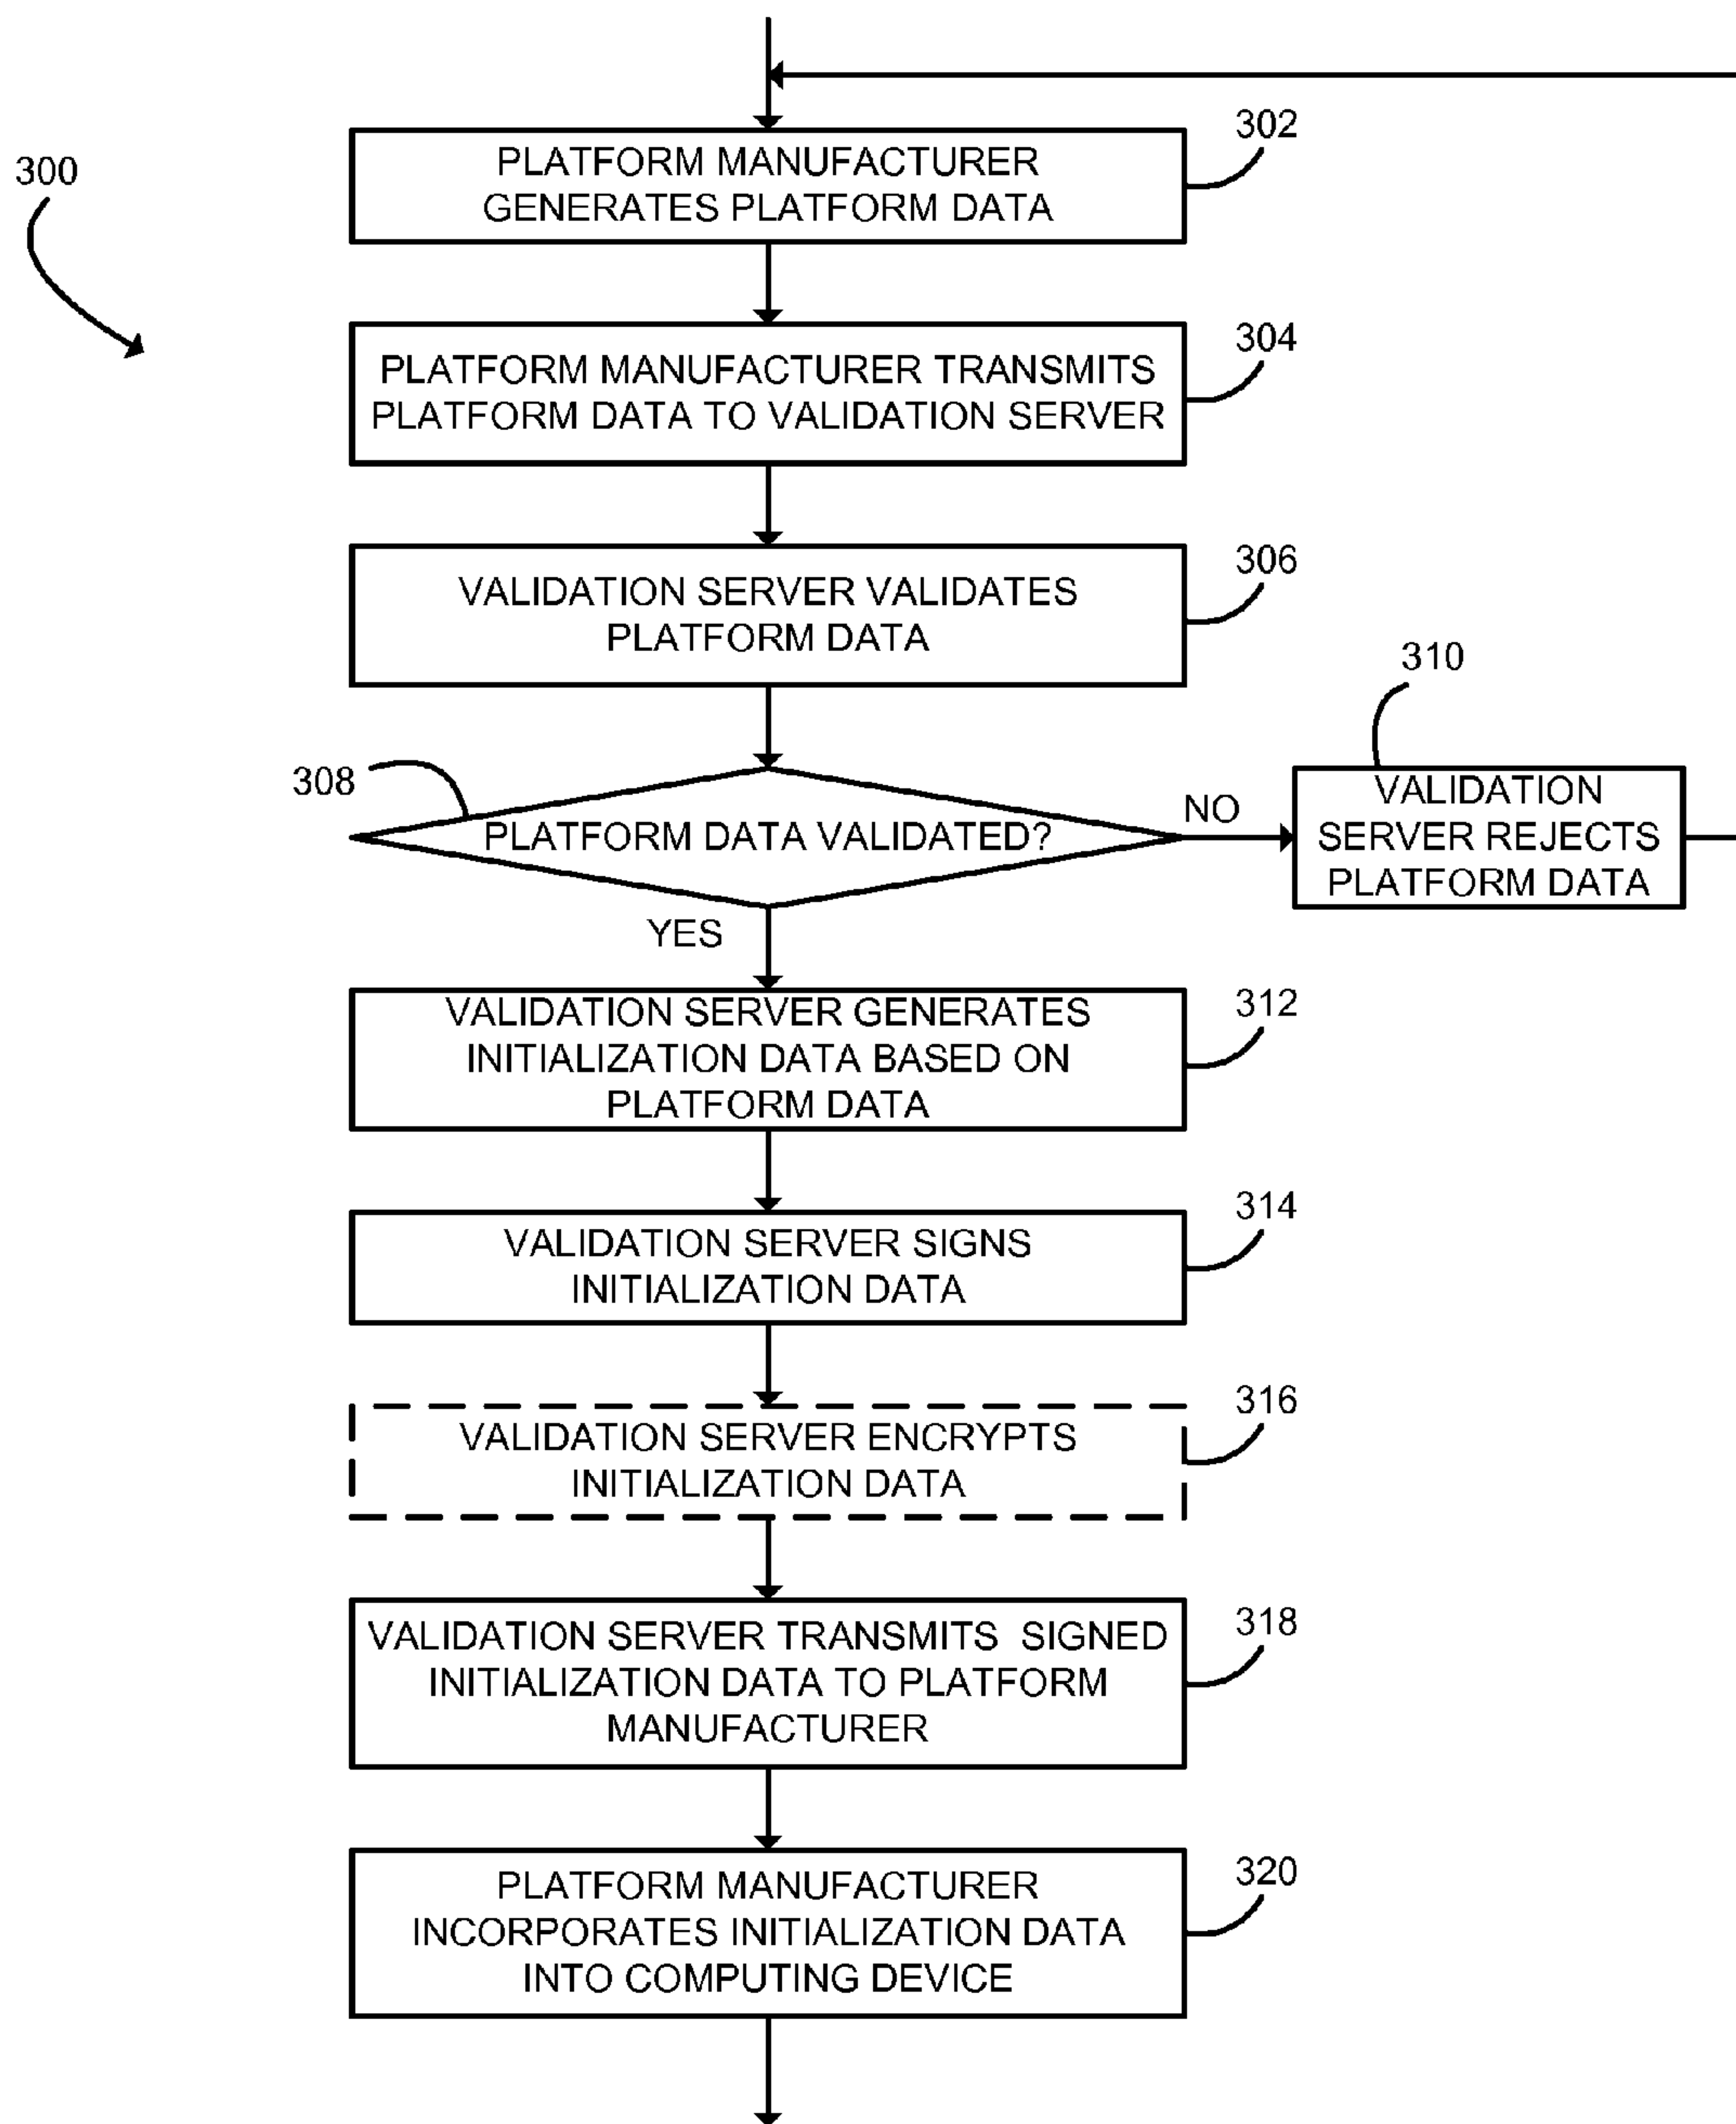 302
300
PLATFORM MANUFACTURER
GENERATES PLATFORM DATA
304
PLATFORM MANUFACTURER TRANSMITS
PLATFORM DATA TO VALIDATION SERVER
306
VALIDATION SERVER VALIDATES
PLATFORM DATA
310
308
PLATFORM DATA VALIDATED?
NO
VALIDATION
SERVER REJECTS
PLATFORM DATA
YES
312
VALIDATION SERVER GENERATES
INITIALIZATION DATA BASED ON
PLATFORM DATA
314
VALIDATION SERVER SIGNS
INITIALIZATION DATA
316
VALIDATION SERVER ENCRYPTS
INITIALIZATION DATA
318
VALIDATION SERVER TRANSMITS SIGNED
INITIALIZATION DATA TO PLATFORM
MANUFACTURER
320
PLATFORM MANUFACTURER
INCORPORATES INITIALIZATION DATA
INTO COMPUTING DEVICE